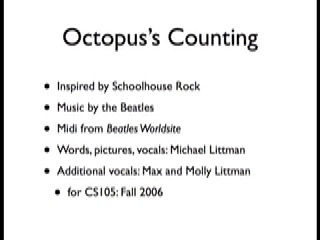 Octopus's Counting
• Inspired by Schoolhouse Rock
• Music by the Beatles
• Midi from Beatles Worldsite
• Words, pictures, vocals: Michael Littman
• Additional vocals: Max and Molly Littman
• for CS105: Fall 2006